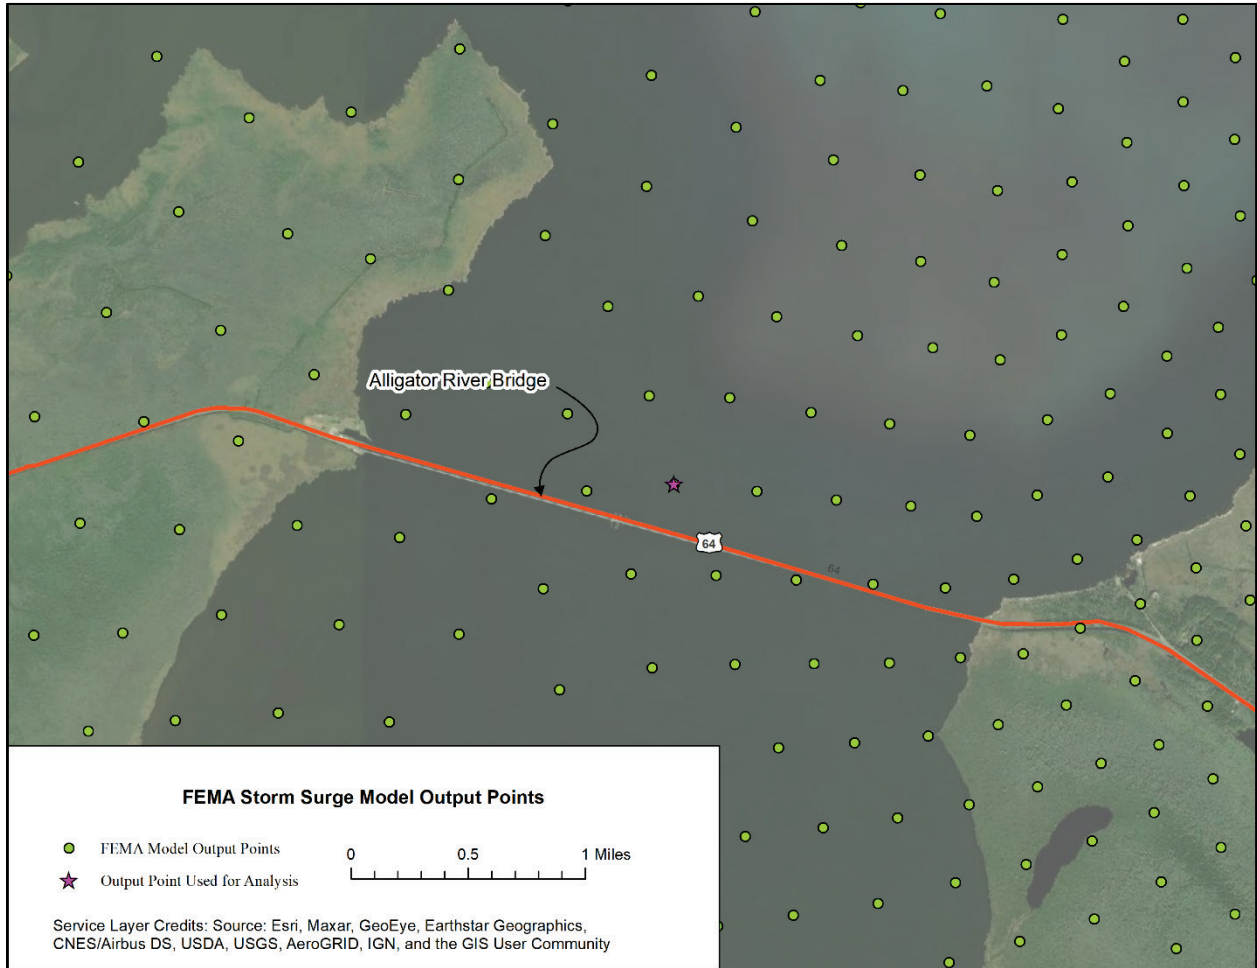 Alligator River Bridge
64
64
FEMA Storm Surge Model Output Points
FEMA Model Output Points
0 0.5 1 Miles
Output Point Used for Analysis
Service Layer Credits: Source: Esri, Maxar, GeoEye, Earthstar Geographics,
CNES/Airbus DS, USDA, USGS, AeroGRID, IGN, and the GIS User Community